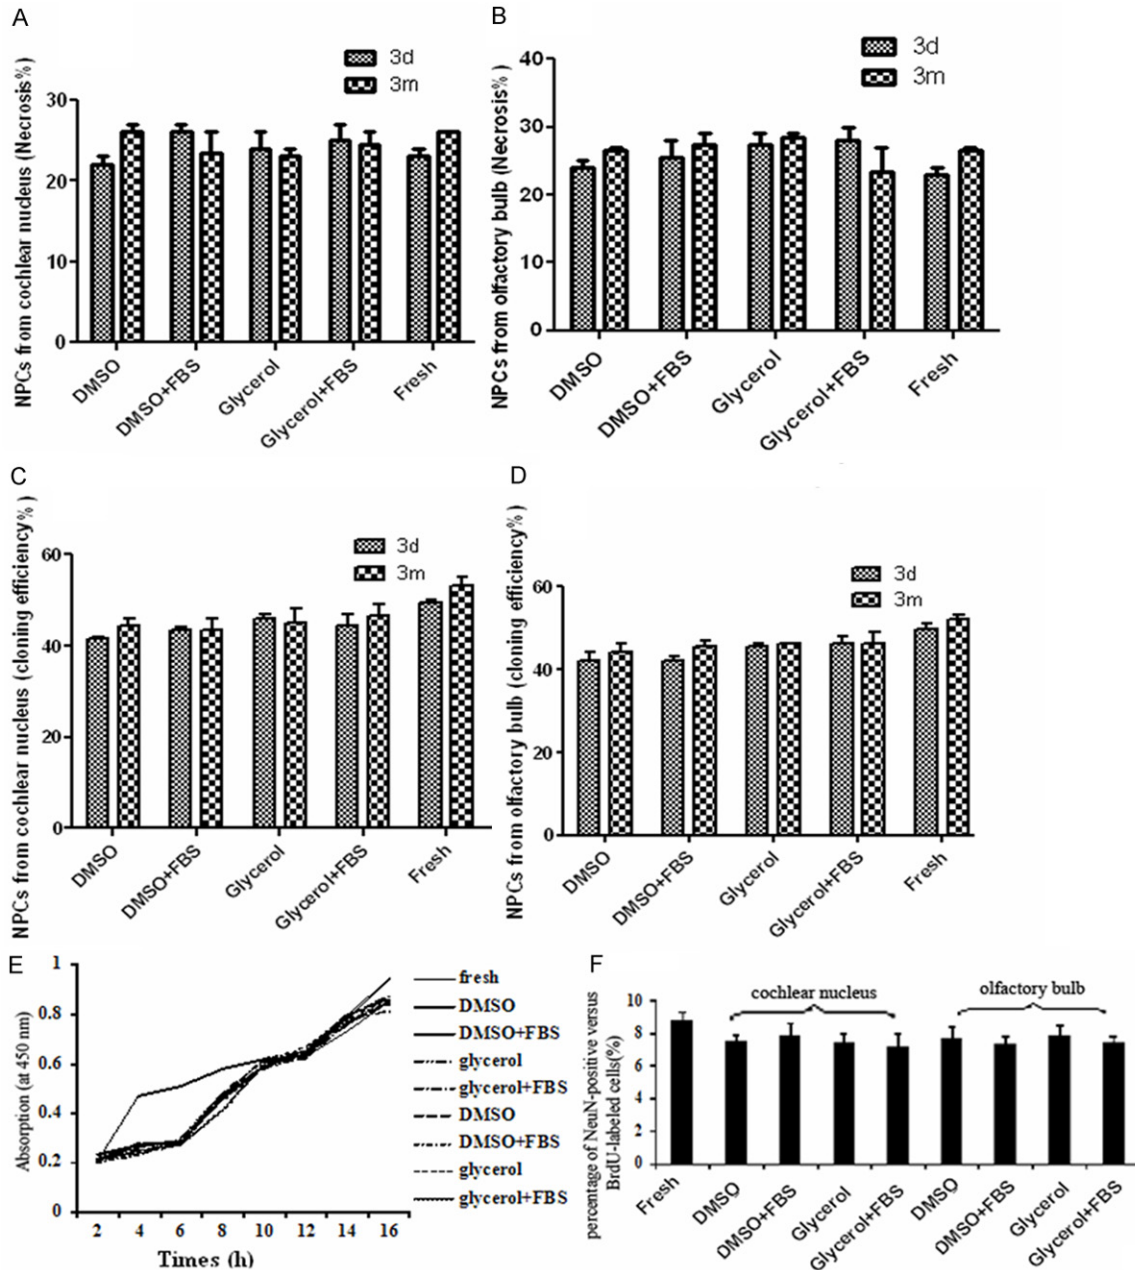 A
NPCs from cochlear nucleus (Necrosis%)
3d
3m
30
20
10
0
DMSO
DMSO+FBS
Glycerol
Glycerol+FBS
Fresh
B
NPCs from olfactory bulb (Necrosis%)
3d
3m
40
30
20
10
0
DMSO
DMSO+FBS
Glycerol
Glycerol+FBS
Fresh
C
NPCs from cochlear nucleus (cloning efficiency%)
3d
3m
60
40
20
0
DMSO
DMSO+FBS
Glycerol
Glycerol+FBS
Fresh
D
NPCs from olfactory bulb (cloning efficiency%)
3d
3m
60
40
20
0
DMSO
DMSO+FBS
Glycerol
Glycerol+FBS
Fresh
E
Absorption (at 450 nm)
1
0.8
0.6
0.4
0.2
0
2 4 6 8 10 12 14 16
Times (h)
fresh
DMSO
DMSO+FBS
glycerol
glycerol+FBS
DMSO
DMSO+FBS
glycerol
glycerol+FBS
F
percentage of NeuN-positive versus
BrdU-labeled cells(%)
cochlear nucleus
olfactory bulb
10
8
6
4
2
0
Fresh
DMSO
DMSO+FBS
Glycerol
Glycerol+FBS
DMSO
DMSO+FBS
Glycerol
Glycerol+FBS